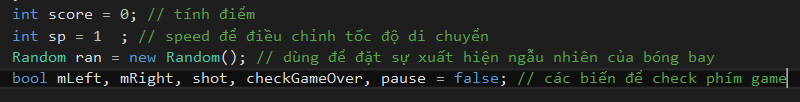 int score = 0; // tính điểm
int sp = 1  ; // speed để điều chỉnh tốc độ di chuyển
Random ran = new Random(); // dùng để đặt sự xuất hiện ngẫu nhiên của bóng bay
bool mLeft, mRight, shot, checkGameOver, pause = false; // các biến để check phím game